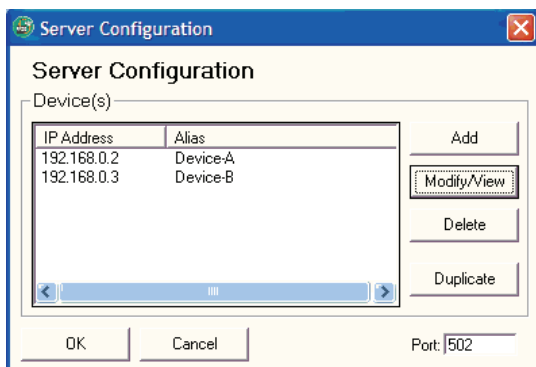 Server Configuration
Server Configuration
Device(s)
IP Address Alias
192.168.0.2 Device-A
192.168.0.3 Device-B
Add
Modify/View
Delete
Duplicate
OK Cancel Port: 502